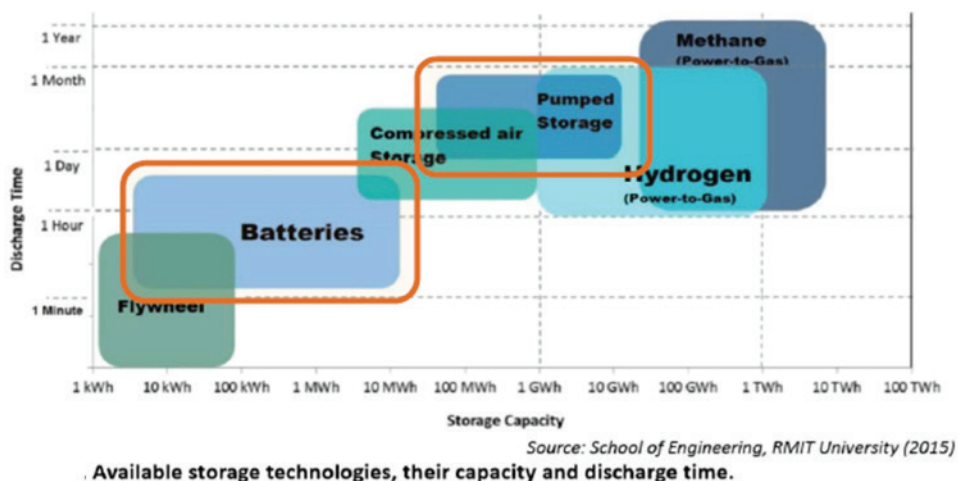 1 Year
Methane
(Power-to-Gas)
1 Month
Pumped
Storage
Compressed air
Storage
1 Day
Hydrogen
(Power-to-Gas)
1 Hour
Batteries
Discharge Time
1 Minute
Flywheel
1 kWh 10 kWh 100 kWh 1 MWh 10 MWh 100 MWh 1 GWh 10 GWh 100 GWh 1 TWh 10 TWh 100 TWh
Storage Capacity
Source: School of Engineering, RMIT University (2015)
. Available storage technologies, their capacity and discharge time.